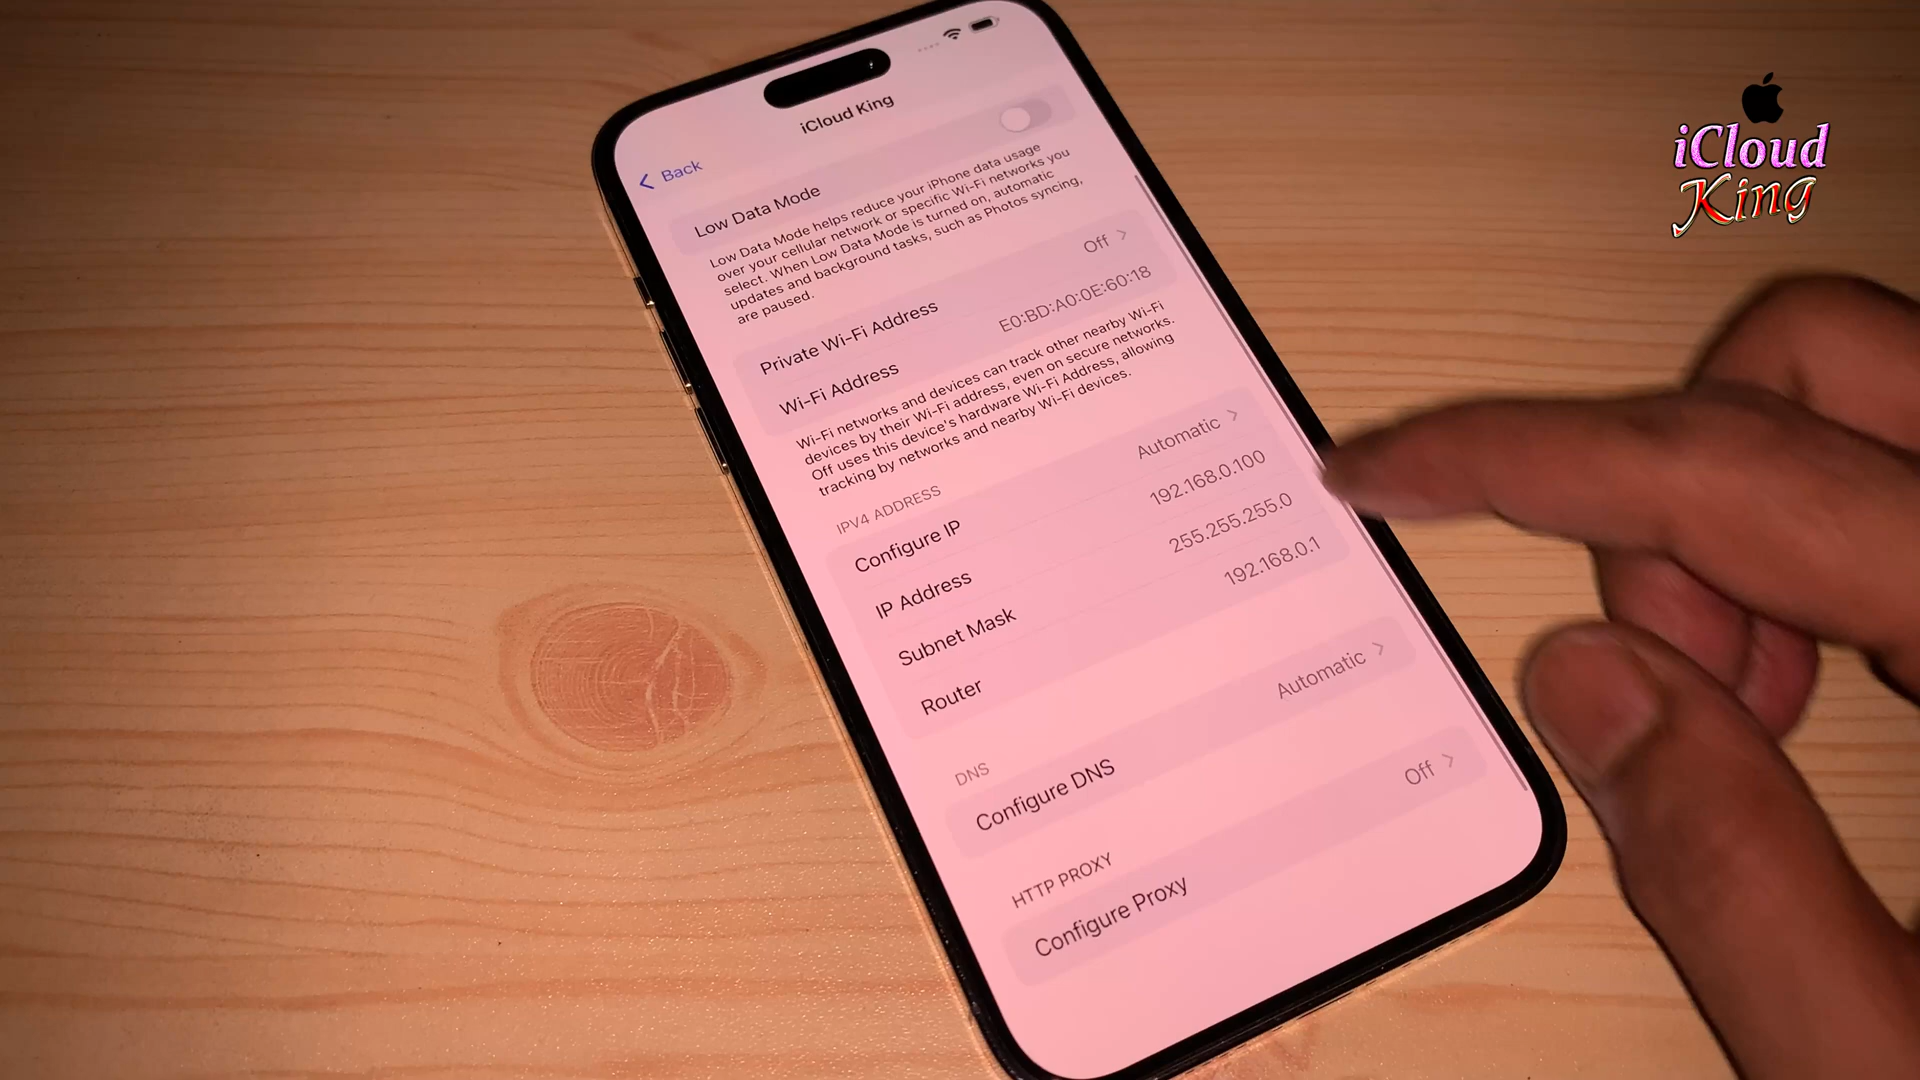 iCloud King
Back
Low Data Mode
Low Data Mode helps reduce your iPhone data usage
over your cellular network or specific Wi-Fi networks you
select. When Low Data Mode is turned on, automatic
updates and background tasks, such as Photos syncing,
are paused.
Private Wi-Fi Address Off
Wi-Fi Address E0:BD:A0:0E:60:18
Wi-Fi networks and devices can track other nearby Wi-Fi
devices by their Wi-Fi address, even on secure networks.
Off uses this device's hardware Wi-Fi Address, allowing
tracking by networks and nearby Wi-Fi devices.
IPV4 ADDRESS
Configure IP Automatic
IP Address 192.168.0.100
Subnet Mask 255.255.255.0
Router 192.168.0.1
DNS
Configure DNS Automatic
HTTP PROXY
Configure Proxy Off
iCloud
King